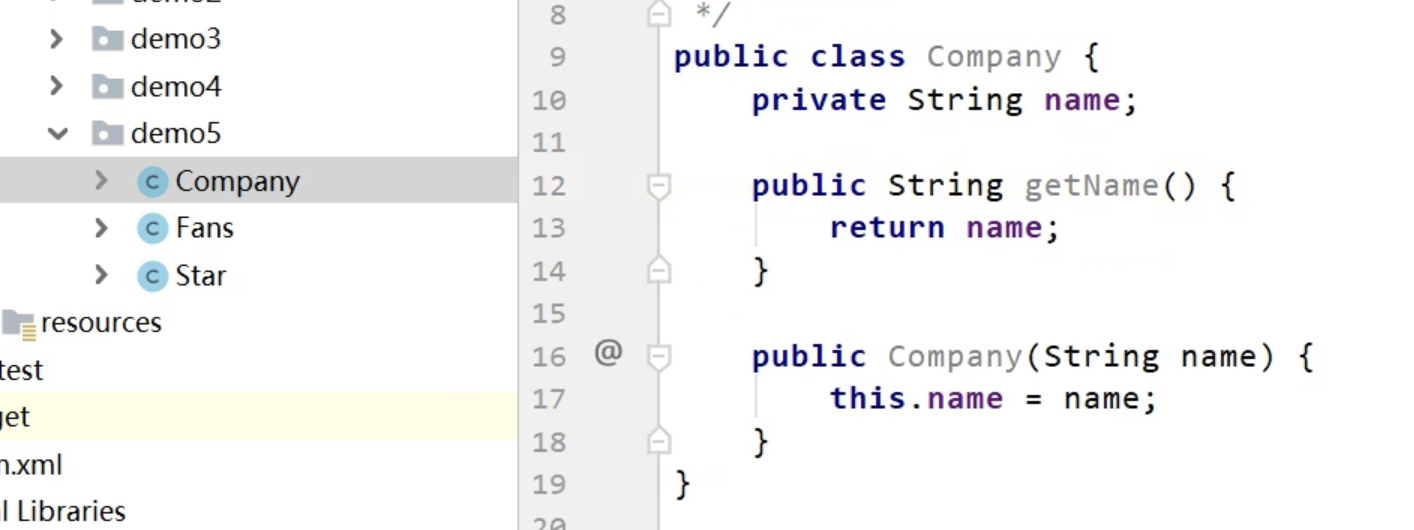 demo2
demo3
demo4
demo5
Company
Fans
Star
resources
test
get
n.xml
l Libraries
8 */
9 public class Company {
10 private String name;
11
12 public String getName() {
13 return name;
14 }
15
16 @ public Company(String name) {
17 this.name = name;
18 }
19 }
20